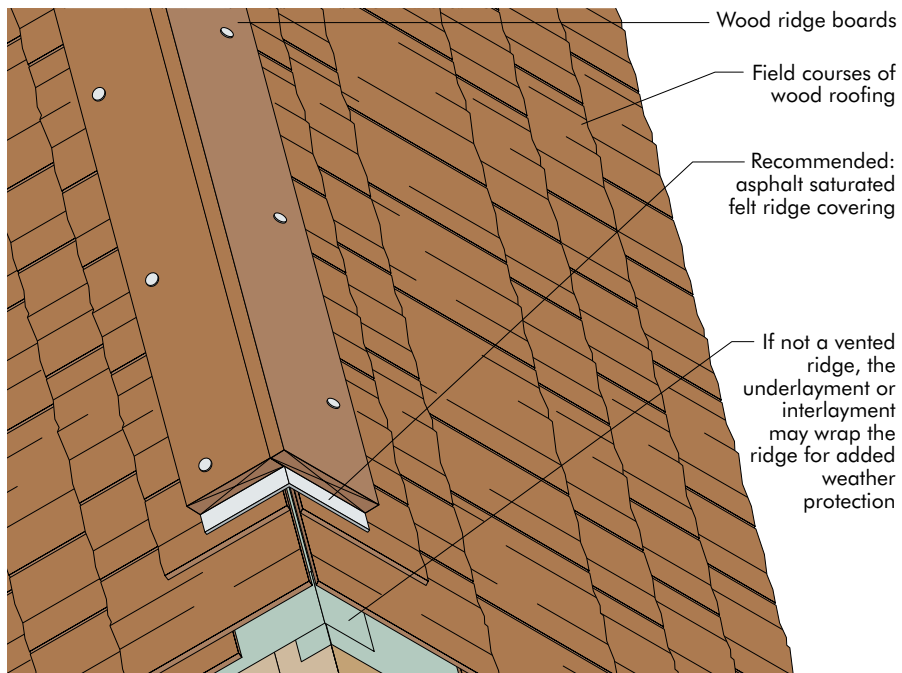 Wood ridge boards
Field courses of
wood roofing
Recommended:
asphalt saturated
felt ridge covering
If not a vented
ridge, the
underlayment or
interlayment
may wrap the
ridge for added
weather
protection